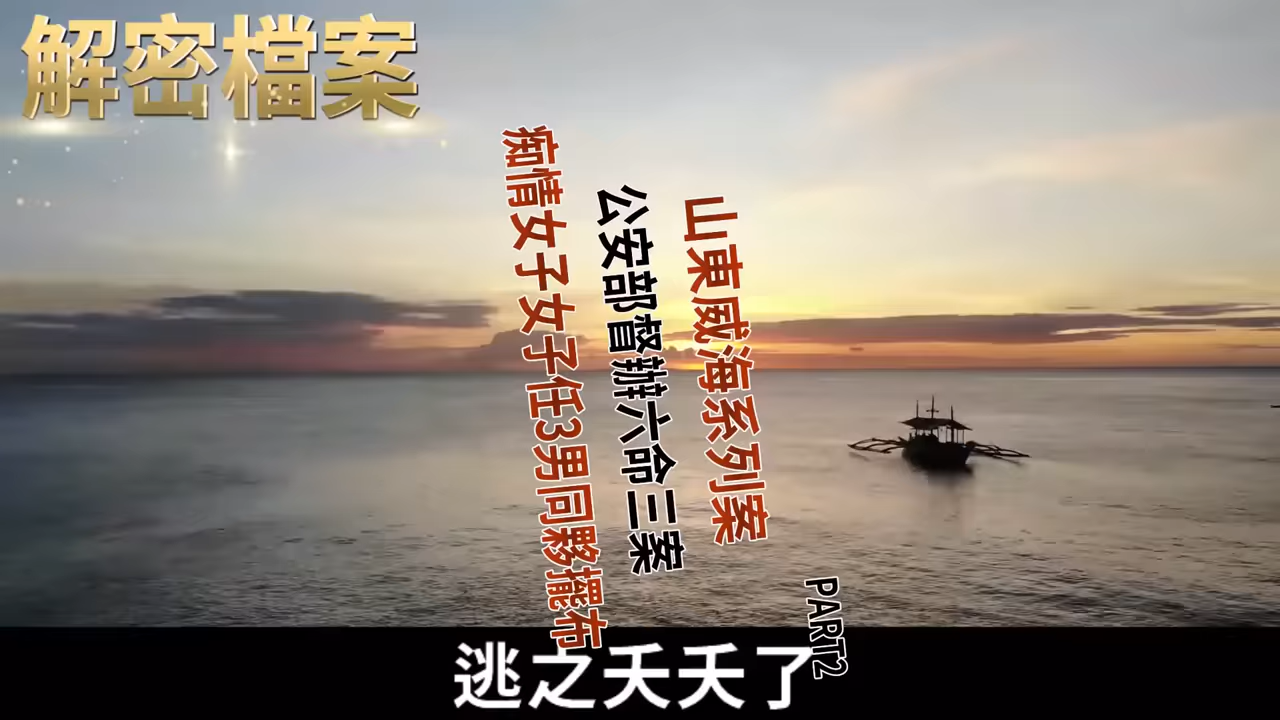 解密檔案
山東威海系列案
公安部督辦六命三案
痴情女子女子任3男同夥擺布
PART2
逃之夭夭了